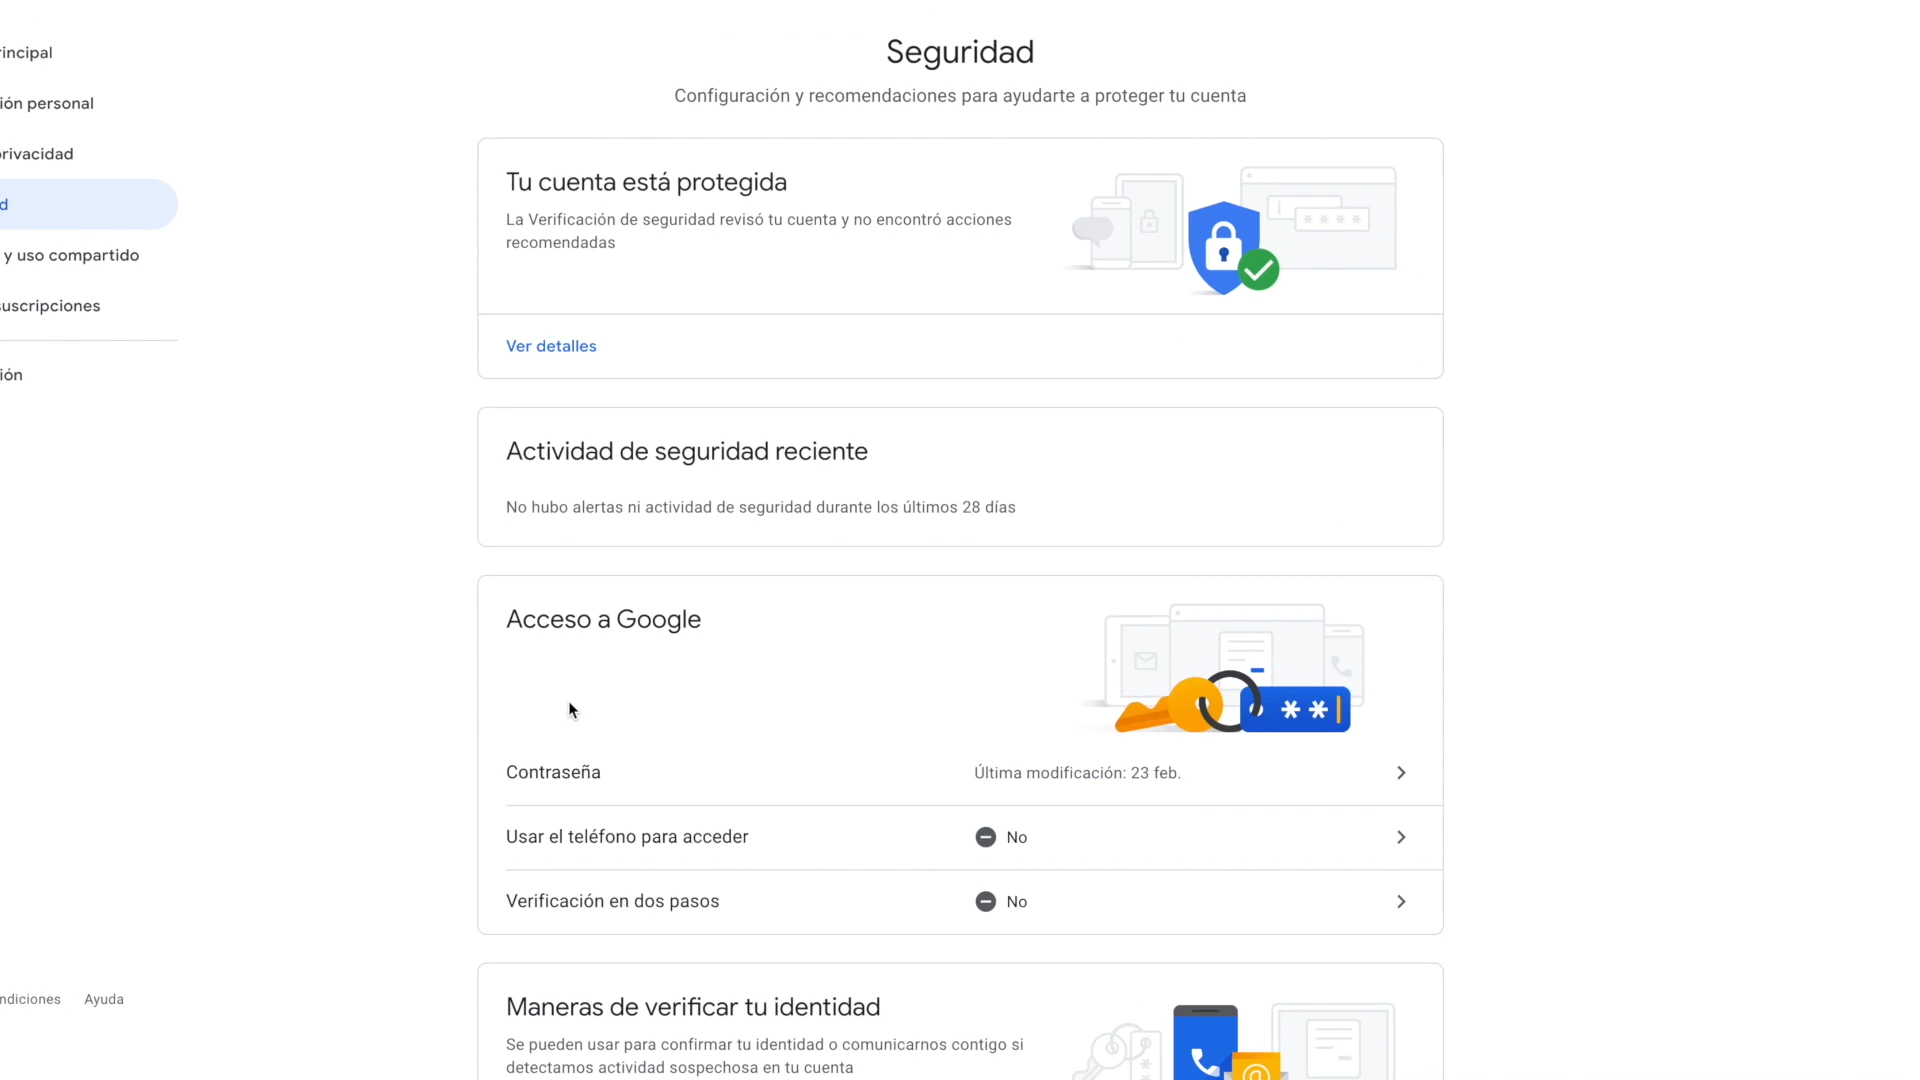 Seguridad
Configuración y recomendaciones para ayudarte a proteger tu cuenta
rincipal
ión personal
privacidad
d
y uso compartido
suscripciones
ión
Tu cuenta está protegida
La Verificación de seguridad revisó tu cuenta y no encontró acciones
recomendadas
Ver detalles
Actividad de seguridad reciente
No hubo alertas ni actividad de seguridad durante los últimos 28 días
Acceso a Google
Contraseña
Última modificación: 23 feb.
Usar el teléfono para acceder
No
Verificación en dos pasos
No
Maneras de verificar tu identidad
Se pueden usar para confirmar tu identidad o comunicarnos contigo si
detectamos actividad sospechosa en tu cuenta
ndiciones Ayuda